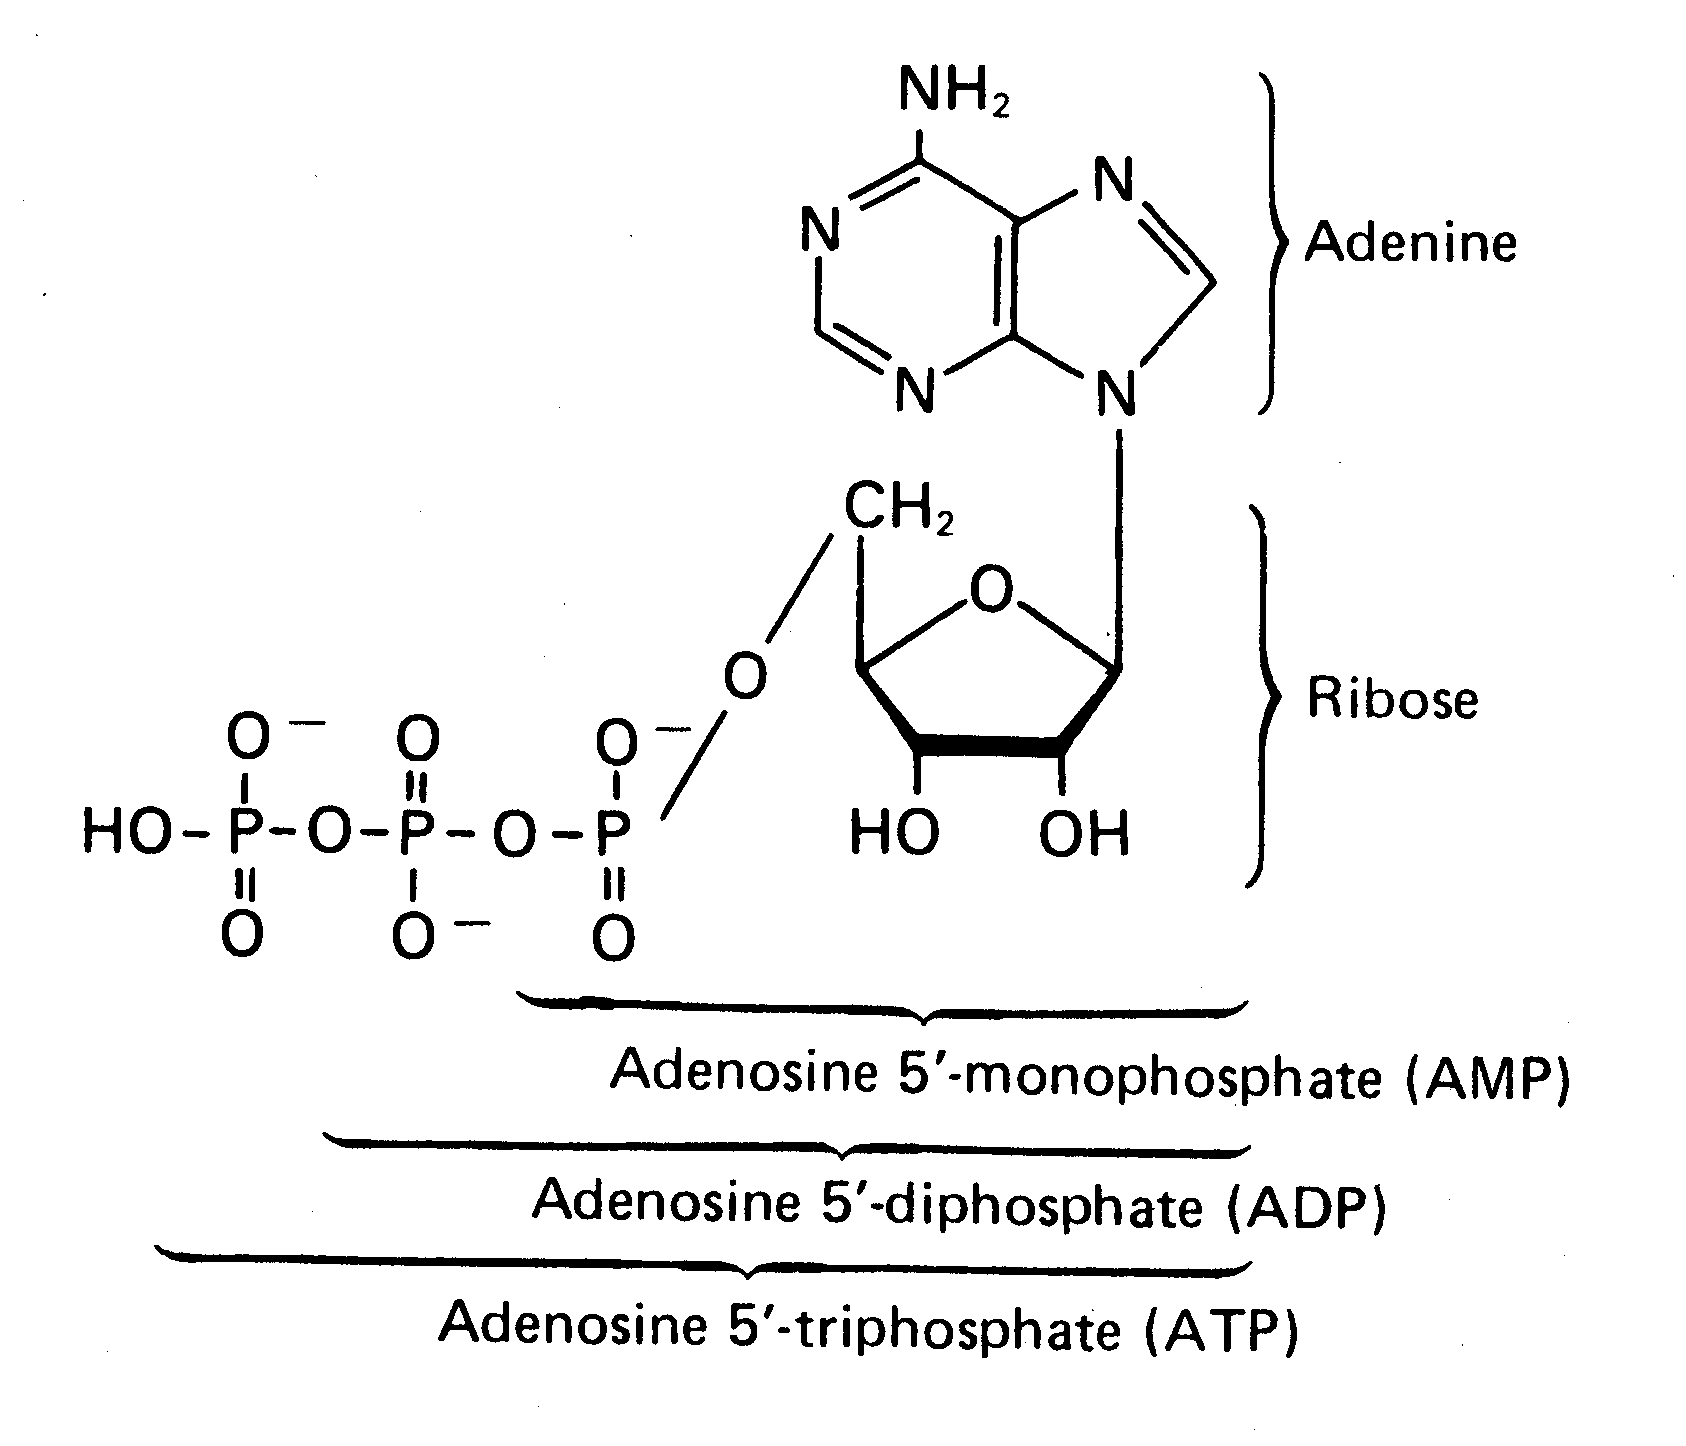 NH₂
N
N
Adenine
N
N
CH₂
O
O
Ribose
O⁻ O O⁻
HO-P-O-P-O-P
HO OH
O O⁻ O
Adenosine 5′-monophosphate (AMP)
Adenosine 5′-diphosphate (ADP)
Adenosine 5′-triphosphate (ATP)